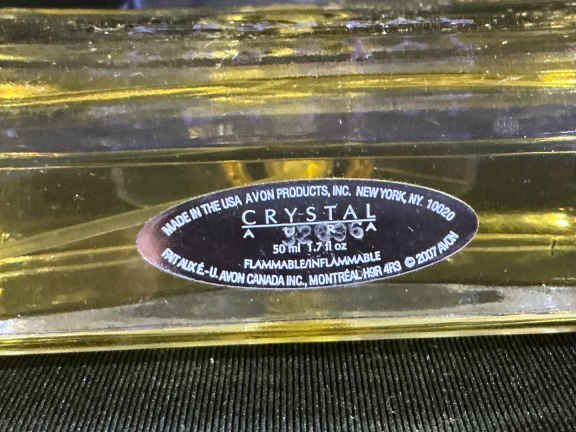 MADE IN THE USA AVON PRODUCTS, INC. NEW YORK, NY. 10020
CRYSTAL
AURA
50 ml 1.7 fl oz
FLAMMABLE/INFLAMMABLE
FAIT AUX É.-U. AVON CANADA INC., MONTRÉAL H9R 4R3 © 2007 AVON